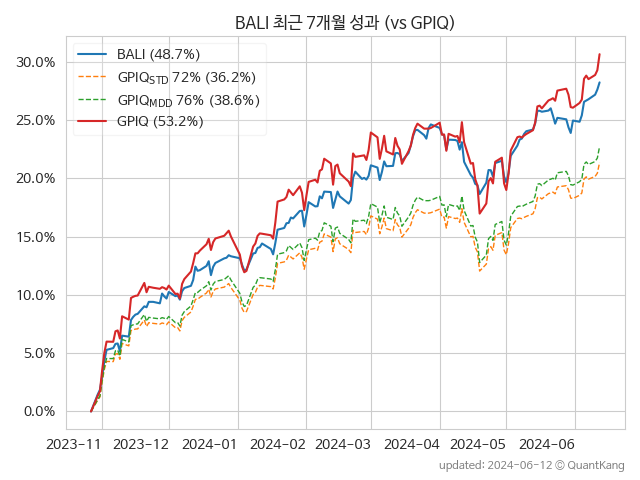 BALI 최근 7개월 성과 (vs GPIQ)
BALI (48.7%)
GPIQSTD 72% (36.2%)
GPIQMDD 76% (38.6%)
GPIQ (53.2%)
30.0%
25.0%
20.0%
15.0%
10.0%
5.0%
0.0%
2023-11 2023-12 2024-01 2024-02 2024-03 2024-04 2024-05 2024-06
updated: 2024-06-12 © QuantKang